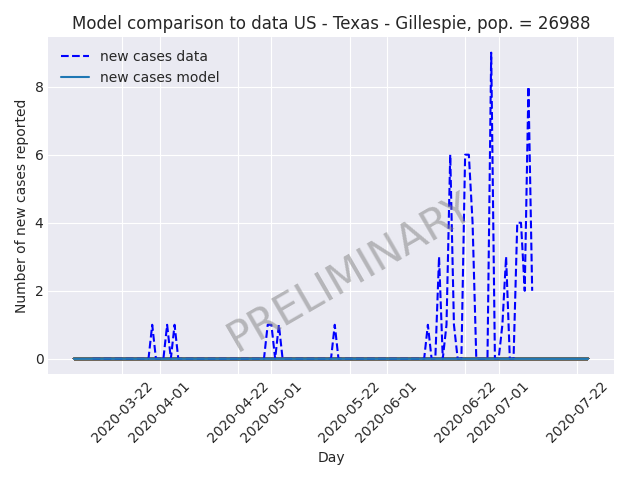 Model comparison to data US - Texas - Gillespie, pop. = 26988
new cases data
new cases model
Number of new cases reported
8
6
4
2
0
PRELIMINARY
2020-03-22
2020-04-01
2020-04-22
2020-05-01
2020-05-22
2020-06-01
2020-06-22
2020-07-01
2020-07-22
Day